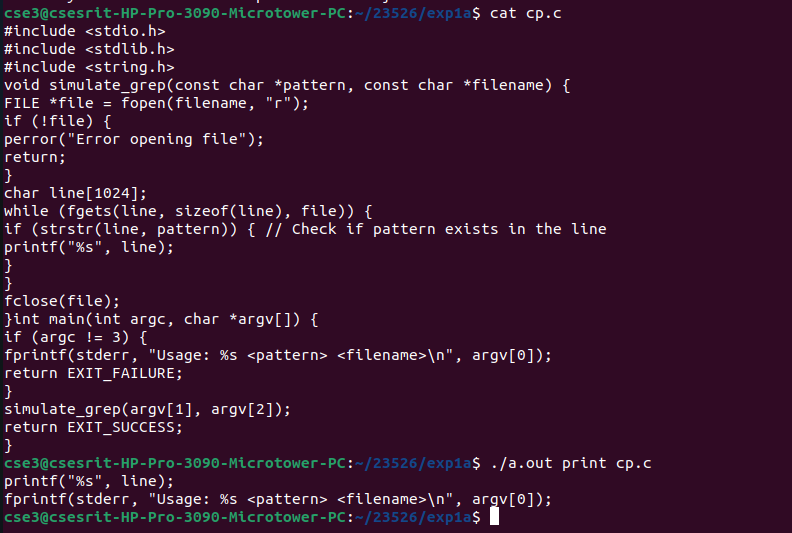 cse3@csesrit-HP-Pro-3090-Microtower-PC:~/23526/exp1a$ cat cp.c
#include <stdio.h>
#include <stdlib.h>
#include <string.h>
void simulate_grep(const char *pattern, const char *filename) {
FILE *file = fopen(filename, "r");
if (!file) {
perror("Error opening file");
return;
}
char line[1024];
while (fgets(line, sizeof(line), file)) {
if (strstr(line, pattern)) { // Check if pattern exists in the line
printf("%s", line);
}
}
fclose(file);
}int main(int argc, char *argv[]) {
if (argc != 3) {
fprintf(stderr, "Usage: %s <pattern> <filename>\n", argv[0]);
return EXIT_FAILURE;
}
simulate_grep(argv[1], argv[2]);
return EXIT_SUCCESS;
}
cse3@csesrit-HP-Pro-3090-Microtower-PC:~/23526/exp1a$ ./a.out print cp.c
printf("%s", line);
fprintf(stderr, "Usage: %s <pattern> <filename>\n", argv[0]);
cse3@csesrit-HP-Pro-3090-Microtower-PC:~/23526/exp1a$